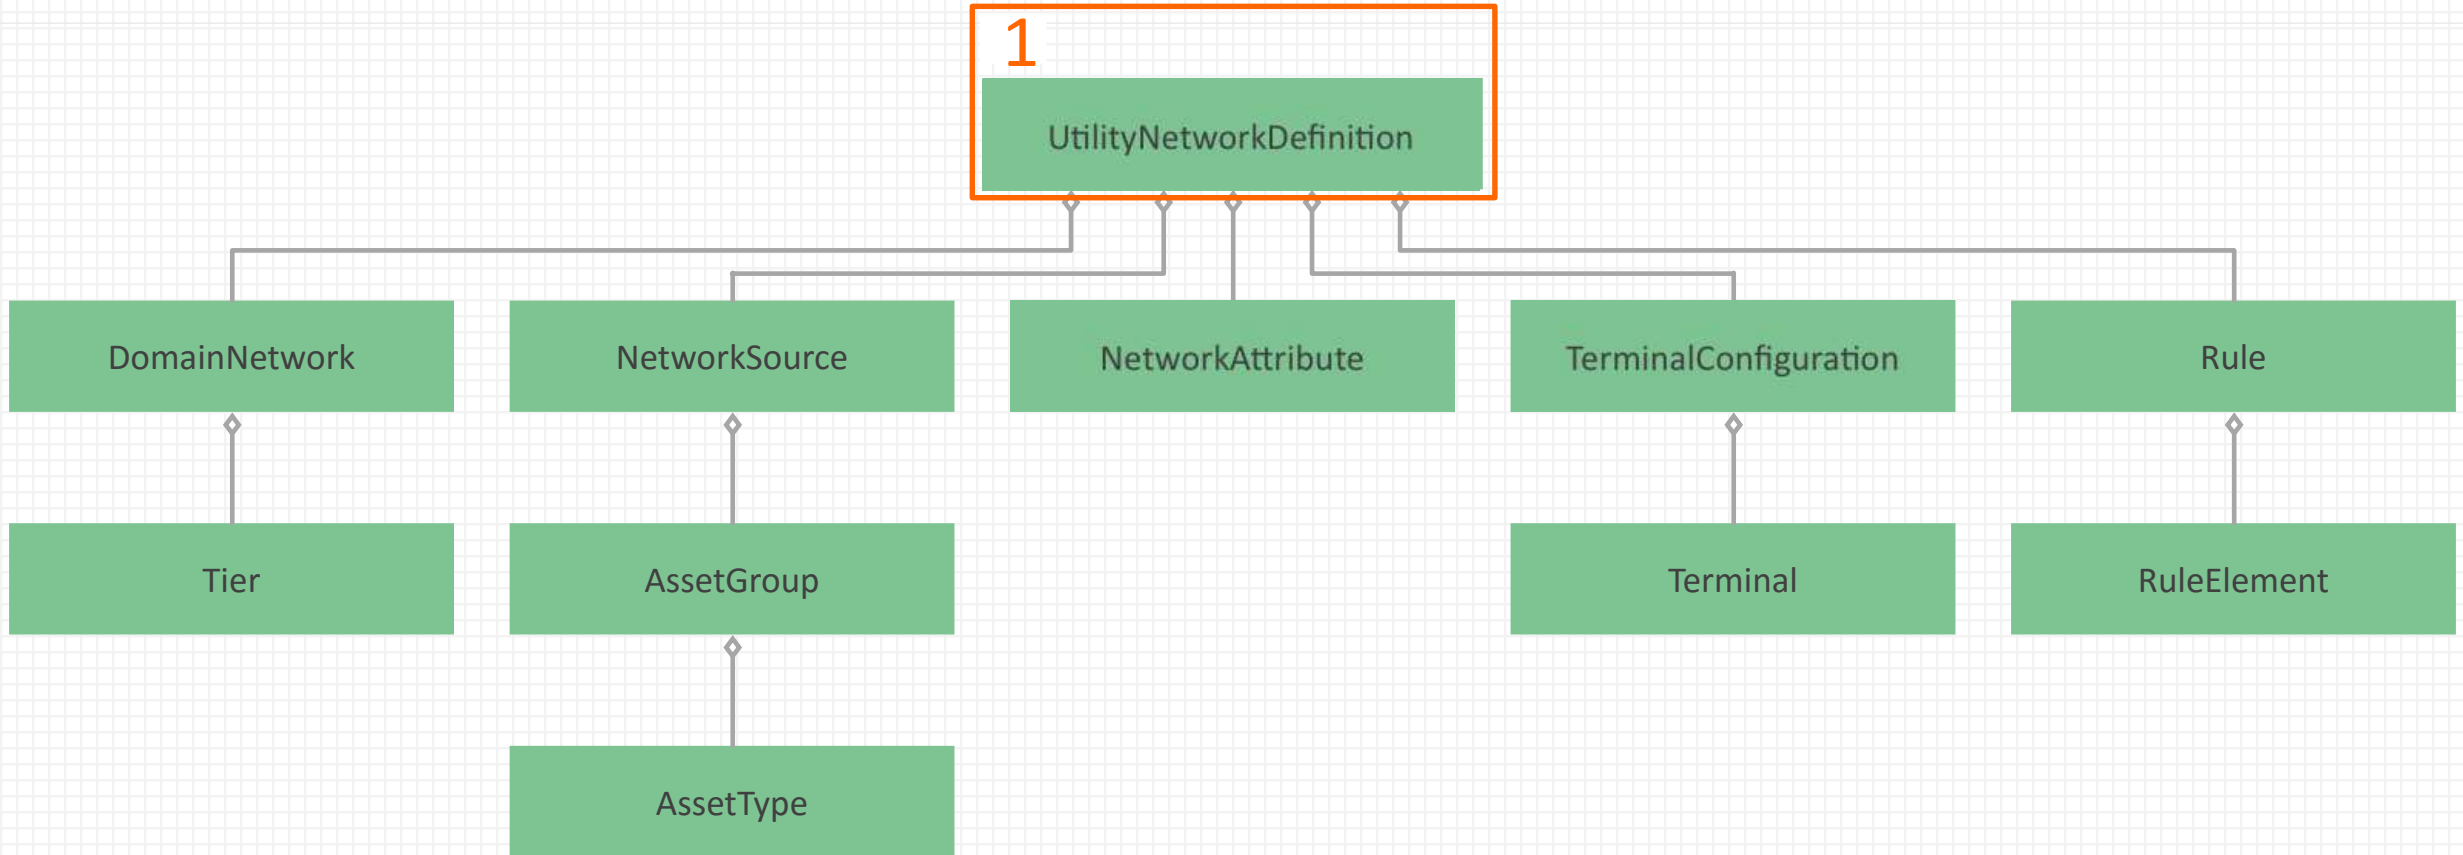 1
UtilityNetworkDefinition
DomainNetwork
NetworkSource
NetworkAttribute
TerminalConfiguration
Rule
Tier
AssetGroup
Terminal
RuleElement
AssetType